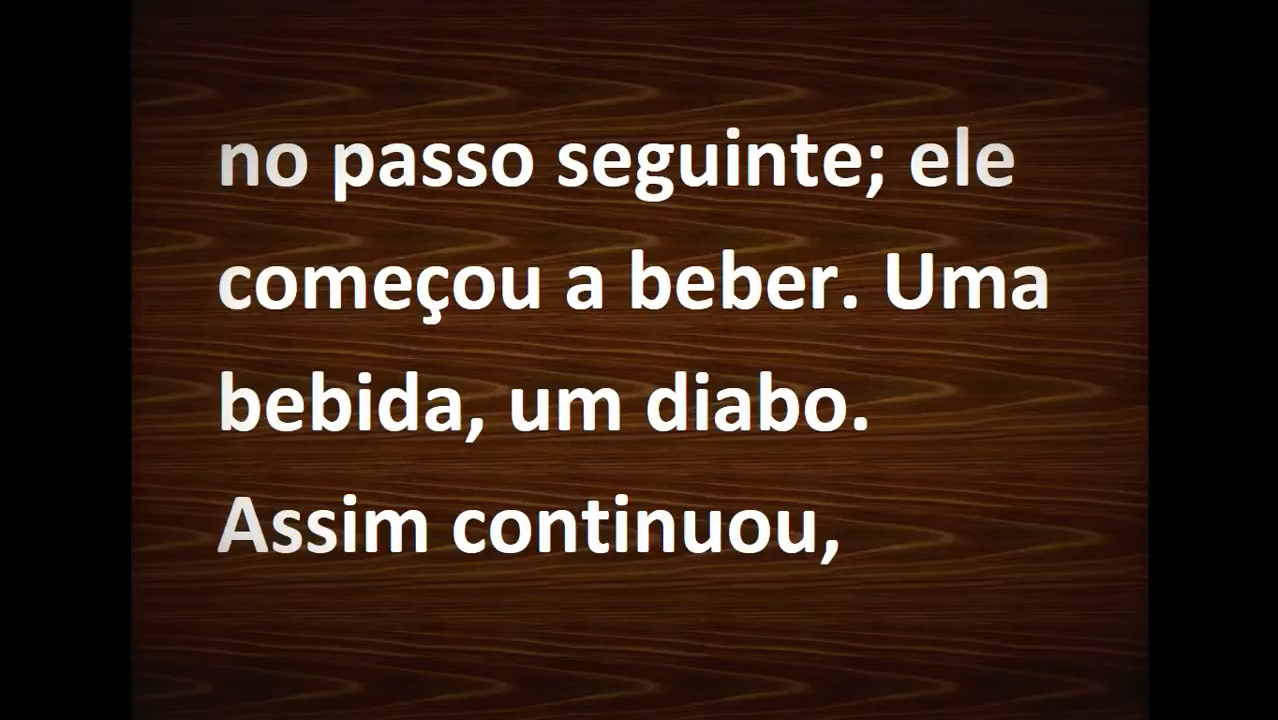 no passo seguinte; ele
começou a beber. Uma
bebida, um diabo.
Assim continuou,